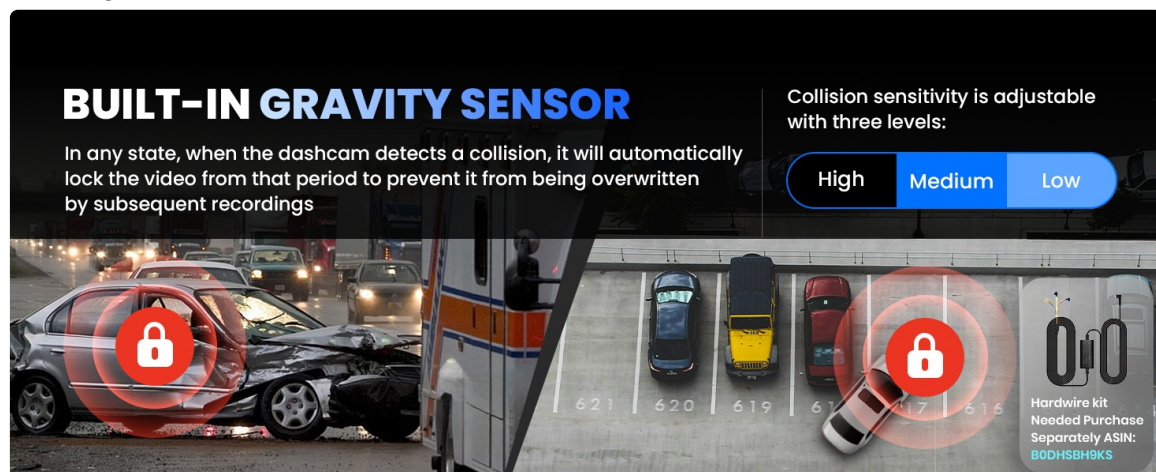 BUILT-IN GRAVITY SENSOR
In any state, when the dashcam detects a collision, it will automatically
lock the video from that period to prevent it from being overwritten
by subsequent recordings
Collision sensitivity is adjustable
with three levels:
High Medium Low
621 620 619 61 17 616
Hardwire kit
Needed Purchase
Separately ASIN:
B0DHSBH9KS